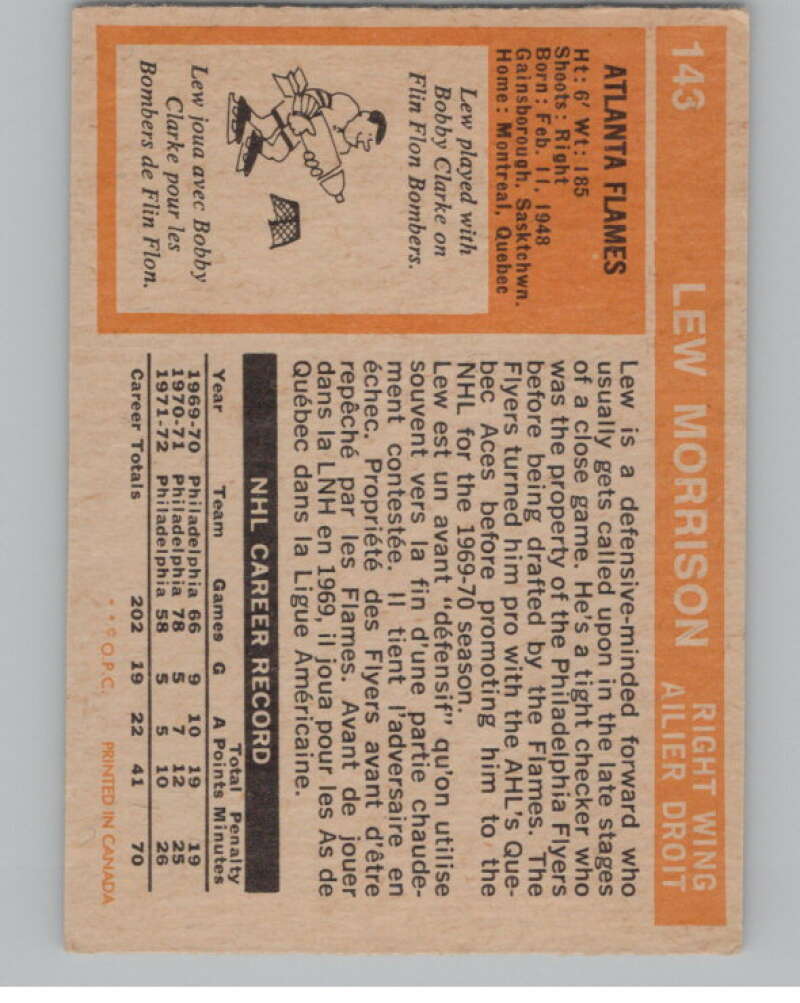 143 LEW MORRISON RIGHT WING
AILIER DROIT
ATLANTA FLAMES
Ht: 6' Wt: 185
Shoots: Right
Born: Feb. 11, 1948
Gainsborough, Sasktchwn.
Home: Montreal, Quebec
Lew played with
Bobby Clarke on
Flin Flon Bombers.
Lew joua avec Bobby
Clarke pour les
Bombers de Flin Flon.
Lew is a defensive-minded forward who
usually gets called upon in the late stages
of a close game. He's a tight checker who
was the property of the Philadelphia Flyers
before being drafted by the Flames. The
Flyers turned him pro with the AHL's Que-
bec Aces before promoting him to the
NHL for the 1969-70 season.
Lew est un avant "défensif" qu'on utilise
souvent vers la fin d'une partie chaude-
ment contestée. Il tient l'adversaire en
échec. Propriété des Flyers avant d'être
repêché par les Flames. Avant de jouer
dans la LNH en 1969, il joua pour les As de
Québec dans la Ligue Américaine.
NHL CAREER RECORD
Total Penalty
Year Team Games G A Points Minutes
1969-70 Philadelphia 66 9 10 19 19
1970-71 Philadelphia 78 5 7 12 25
1971-72 Philadelphia 58 5 5 10 26
Career Totals 202 19 22 41 70
• * © O.P.C. PRINTED IN CANADA